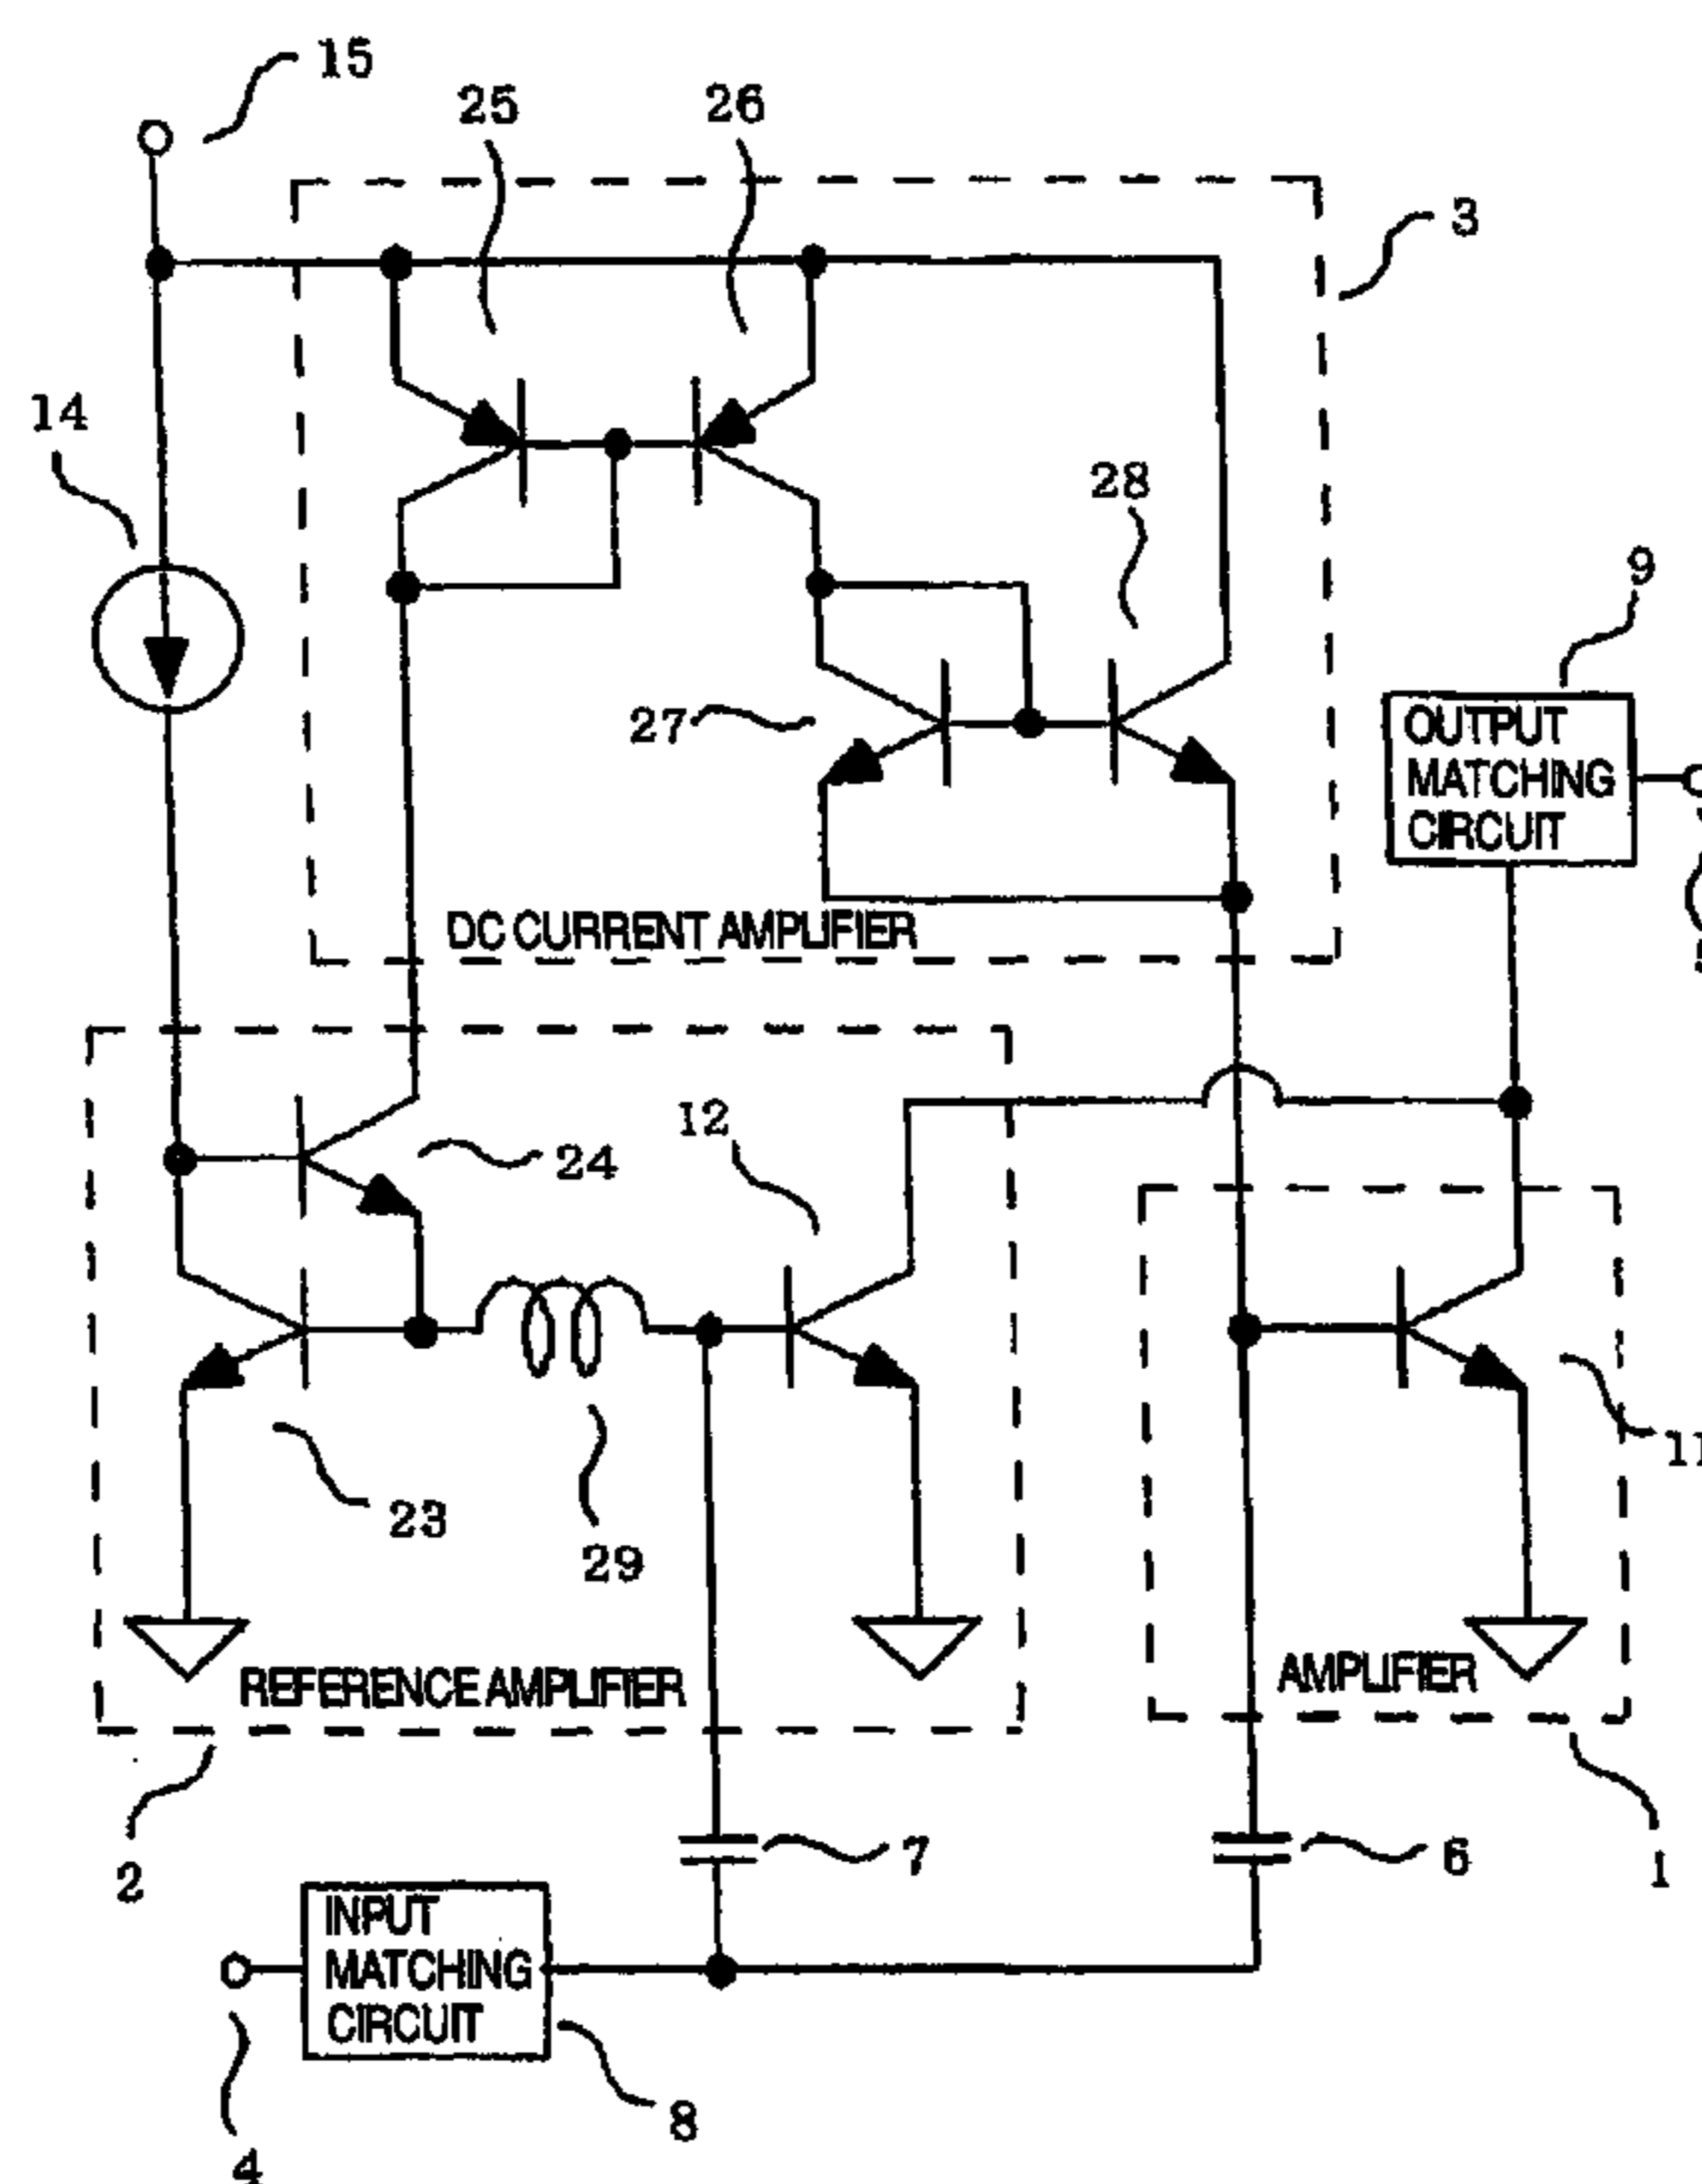 15
25
26
3
14
28
9
27
OUTPUT
MATCHING
CIRCUIT
DC CURRENT AMPLIFIER
12
24
11
23
29
REFERENCE AMPLIFIER
AMPLIFIER
2
7
6
1
INPUT
MATCHING
CIRCUIT
8
4